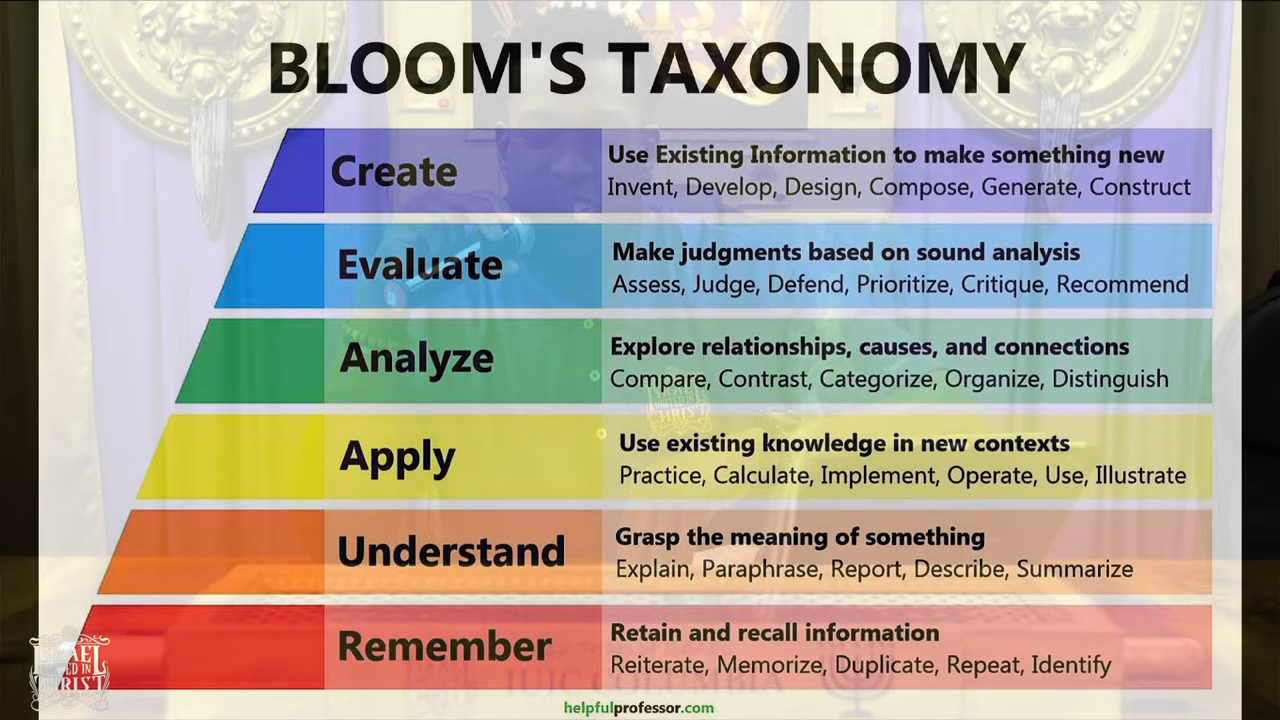 BLOOM'S TAXONOMY
Create
Use Existing Information to make something new
Invent, Develop, Design, Compose, Generate, Construct
Evaluate
Make judgments based on sound analysis
Assess, Judge, Defend, Prioritize, Critique, Recommend
Analyze
Explore relationships, causes, and connections
Compare, Contrast, Categorize, Organize, Distinguish
Apply
Use existing knowledge in new contexts
Practice, Calculate, Implement, Operate, Use, Illustrate
Understand
Grasp the meaning of something
Explain, Paraphrase, Report, Describe, Summarize
Remember
Retain and recall information
Reiterate, Memorize, Duplicate, Repeat, Identify
helpfulprofessor.com